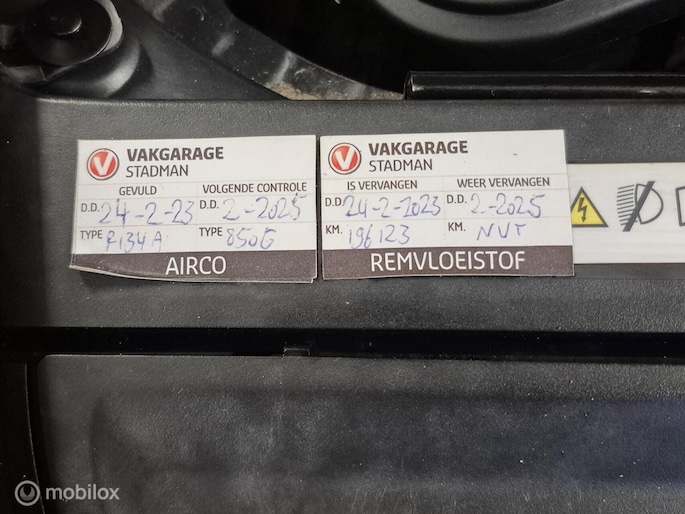 VAKGARAGE
STADMAN
GEVULD VOLGENDE CONTROLE
D.D. 24-2-23 D.D. 2-2025
TYPE R134A TYPE 850G
AIRCO
VAKGARAGE
STADMAN
IS VERVANGEN WEER VERVANGEN
D.D. 24-2-2023 D.D. 2-2025
KM. 196123 KM. NVT
REMVLOEISTOF
mobilox